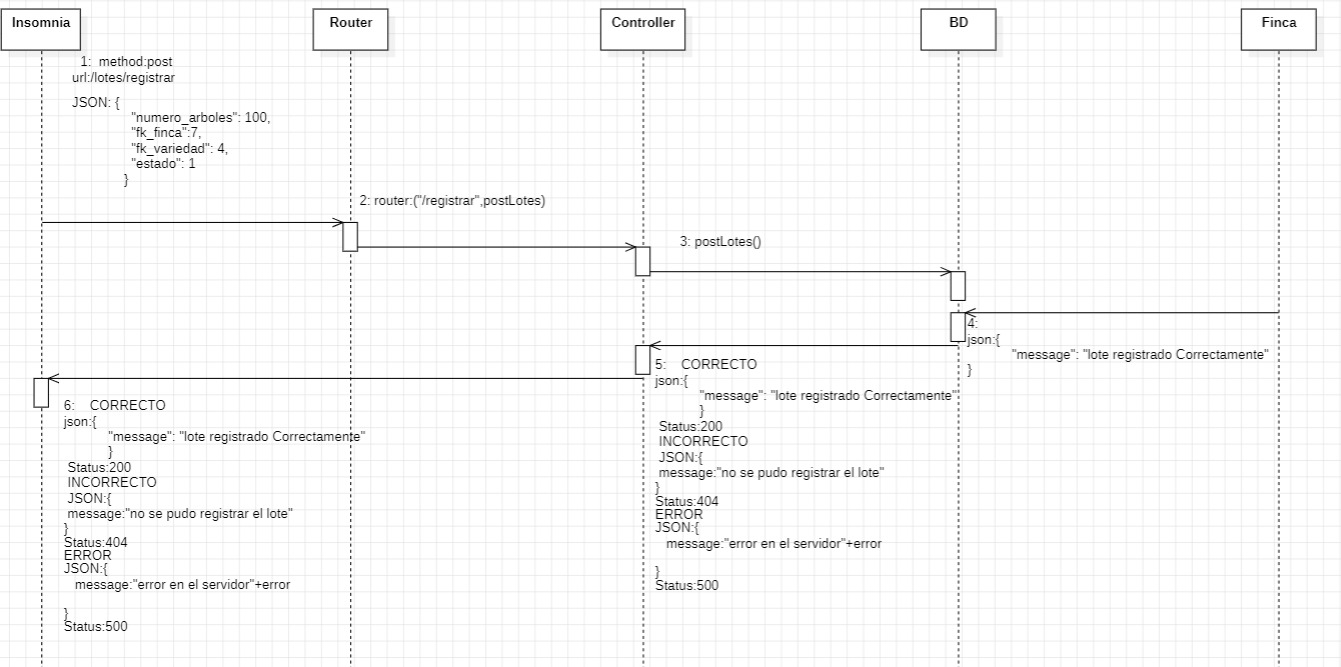 Insomnia
Router
Controller
BD
Finca
1: method:post
url:/lotes/registrar
JSON: {
"numero_arboles": 100,
"fk_finca":7,
"fk_variedad": 4,
"estado": 1
}
2: router:("/registrar",postLotes)
3: postLotes()
4:
json:{
"message": "lote registrado Correctamente"
}
5: CORRECTO
json:{
"message": "lote registrado Correctamente"
}
Status:200
INCORRECTO
JSON:{
message:"no se pudo registrar el lote"
}
Status:404
ERROR
JSON:{
message:"error en el servidor"+error
}
Status:500
6: CORRECTO
json:{
"message": "lote registrado Correctamente"
}
Status:200
INCORRECTO
JSON:{
message:"no se pudo registrar el lote"
}
Status:404
ERROR
JSON:{
message:"error en el servidor"+error
}
Status:500